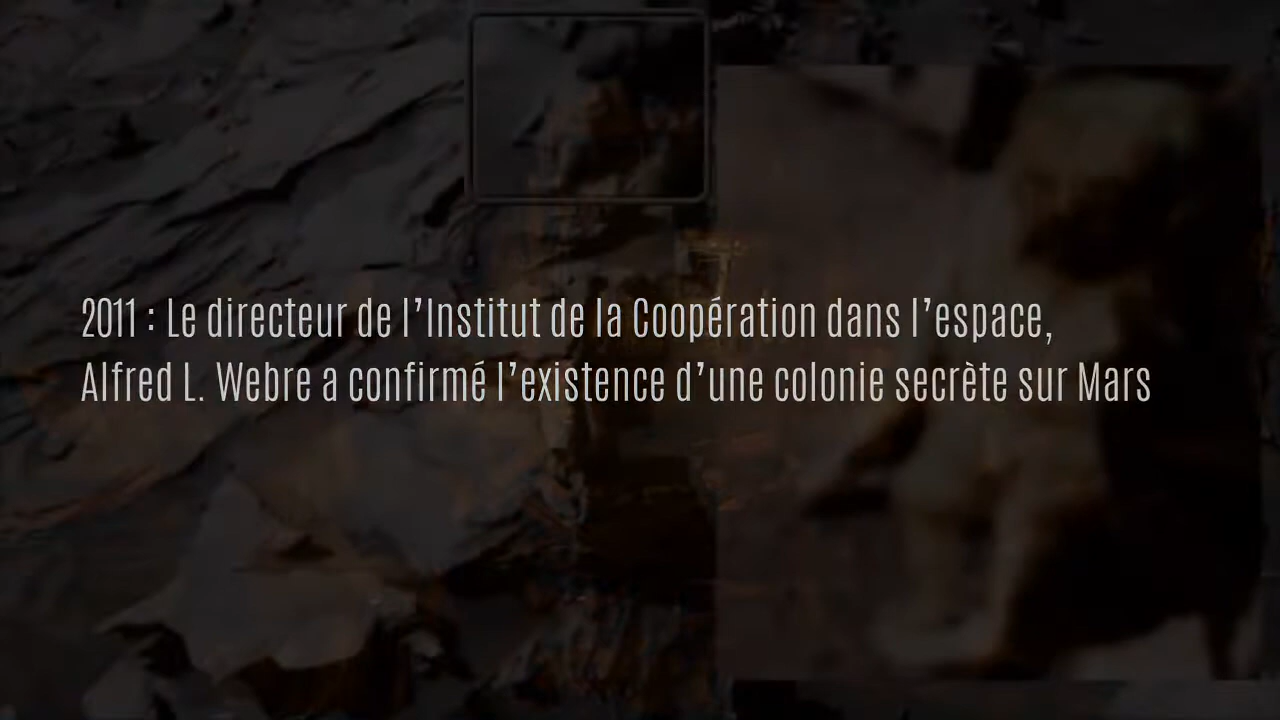 2011 : Le directeur de l’Institut de la Coopération dans l’espace,
Alfred L. Webre a confirmé l’existence d’une colonie secrète sur Mars